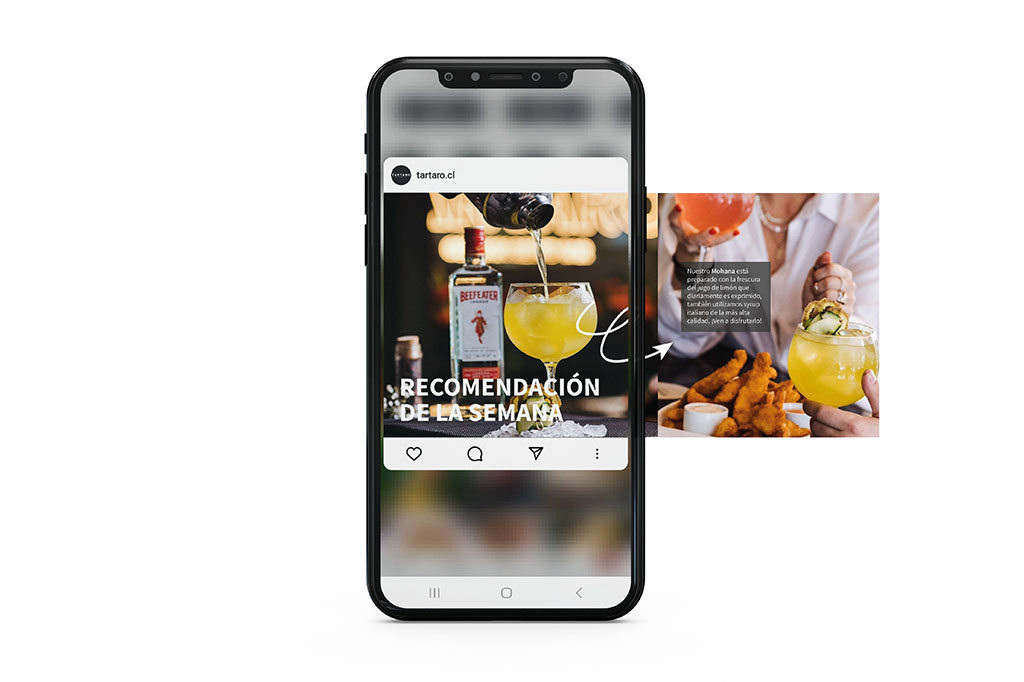 TARTARO
tartaro.cl
BEEFEATER
LONDON
RECOMENDACIÓN
DE LA SEMANA
Nuestro Mohana está
preparado con la frescura
del jugo de limón que
diariamente es exprimido,
también utilizamos syrup
italiano de la más alta
calidad. ¡Ven a disfrutarlo!